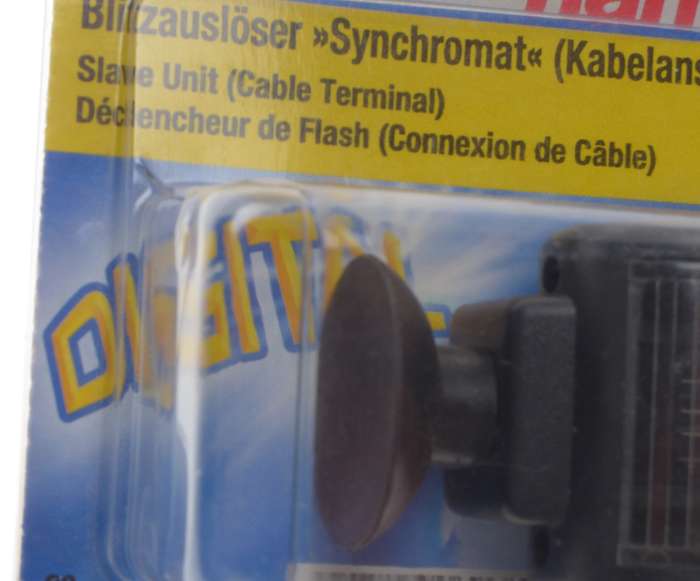 Blitzauslöser »Synchromat« (Kabelans
Slave Unit (Cable Terminal)
Déclencheur de Flash (Connexion de Câble)
DIGITAL